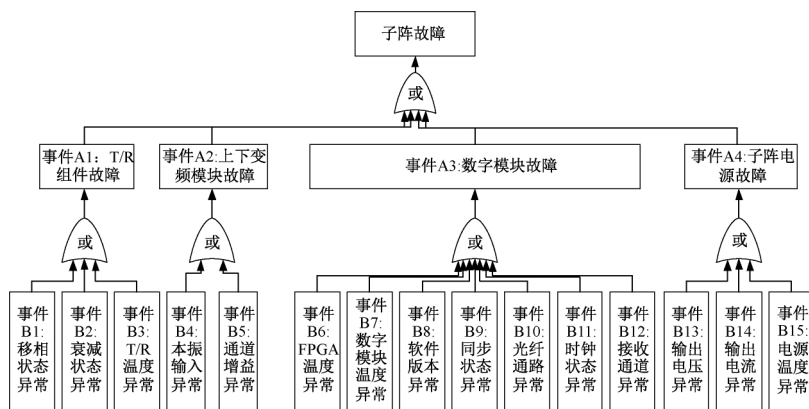 子阵故障
或
事件A1：T/R
组件故障
事件A2:上下变
频模块故障
事件A3:数字模块故障
事件A4:子阵电
源故障
或
或
或
或
事件
B1:
移相
状态
异常
事件
B2:
衰减
状态
异常
事件
B3:
T/R
温度
异常
事件
B4:
本振
输入
异常
事件
B5:
通道
增益
异常
事件
B6:
FPGA
温度
异常
事件
B7:
数字
模块
温度
异常
事件
B8:
软件
版本
异常
事件
B9:
同步
状态
异常
事件
B10:
光纤
通路
异常
事件
B11:
时钟
状态
异常
事件
B12:
接收
通道
异常
事件
B13:
输出
电压
异常
事件
B14:
输出
电流
异常
事件
B15:
电源
温度
异常